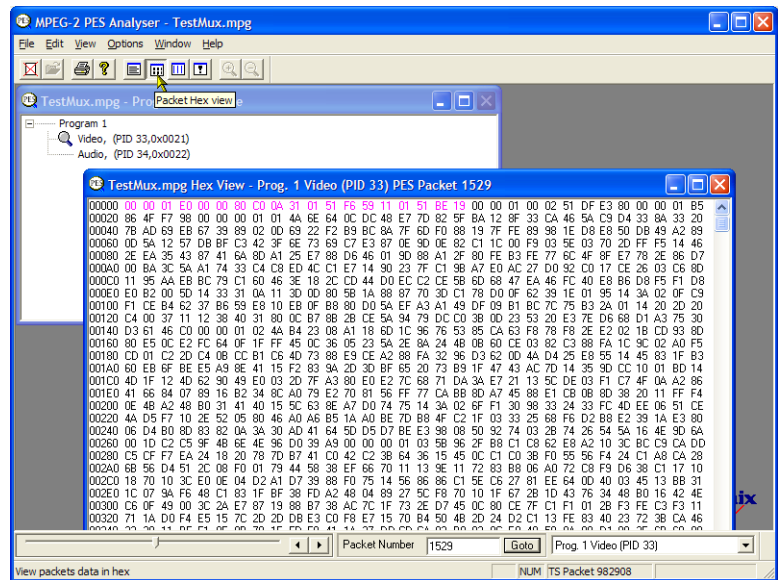 MPEG-2 PES Analyser - TestMux.mpg
File Edit View Options Window Help
TestMux.mpg - Pro
Packet Hex view
Program 1
Video, (PID 33,0x0021)
Audio, (PID 34,0x0022)
TestMux.mpg Hex View - Prog. 1 Video (PID 33) PES Packet 1529
00000 00 00 01 E0 00 00 80 C0 0A 31 01 51 F6 59 11 01 51 BE 19 00 00 01 00 02 51 DF E3 80 00 00 01 B5
00020 86 4F F7 98 00 00 00 01 01 4A 6E 64 0C DC 48 E7 7D 82 5F BA 12 8F 33 CA 46 5A C9 D4 33 8A 33 20
00040 7B AD 69 EB 67 39 89 02 0D 69 22 F2 B9 BC 8A 7F 6D F0 88 19 7F FE 89 98 1E D8 E8 50 DB 49 A2 89
00060 0D 5A 12 57 DB BF C3 42 3F 6E 73 69 C7 E3 87 0E 9D 0E 82 C1 1C 00 F9 03 5E 03 70 2D FF F5 14 46
00080 2E EA 35 43 87 41 6A 8D A1 25 E7 88 D6 46 01 9D 88 A1 2F 80 FE B3 FE 77 6C 4F 8F E7 78 2E 86 D7
000A0 00 BA 3C 5A A1 74 33 C4 C8 ED 4C C1 E7 14 90 23 7F C1 9B A7 E0 AC 27 D0 92 C0 17 CE 26 03 C6 8D
000C0 11 95 AA EB BC 79 C1 60 46 3E 18 2C CD 44 D0 EC C2 CE 5B 6D 68 47 EA 46 FC 40 E8 B6 D8 F5 F1 D8
000E0 E0 B2 00 5D 14 33 31 0A 11 3D 0D 80 5B 1A 88 87 70 3D C1 78 D0 0F 62 39 1E 01 95 14 3A 02 0F C9
00100 F1 CE B4 62 37 B6 59 E8 10 EB 0F B8 80 D0 5A EF A3 A1 49 DF 09 B1 BC 7C 75 B3 2A 01 14 20 2D 20
00120 C4 00 37 11 12 38 40 31 80 0C B7 8B 2B CE 5A 94 79 DC C0 3B 0D 23 53 20 E3 7E D6 68 D1 A3 75 30
00140 D3 61 46 C0 00 00 01 02 4A B4 23 08 A1 18 6D 1C 96 76 53 85 CA 63 F8 78 F8 2E E2 02 1B CD 93 8D
00160 80 E5 0C E2 FC 64 0F 1F FF 45 0C 36 05 23 5A 2E 8A 24 4B 0B 60 CE 03 82 C3 88 FA 1C 9C 02 A0 F5
00180 CD 01 C2 2D C4 0B CC B1 C6 4D 73 88 E9 CE A2 88 FA 32 96 D3 62 0D 4A D4 25 E8 55 14 45 83 1F B3
001A0 60 EB 6F BE E5 A9 8E 41 15 F2 83 9A 2D 3D BF 65 20 73 B9 1F 47 43 AC 7D 14 35 9D CC 10 01 BD 14
001C0 4D 1F 12 4D 62 90 49 E0 03 2D 7F A3 80 E0 E2 7C 68 71 DA 3A E7 21 13 5C DE 03 F1 C7 4F 0A A2 86
001E0 41 66 84 07 89 16 B2 34 8C A0 79 E2 70 81 56 FF 77 CA BB 8D A7 45 88 E1 CB 0B 8D 38 20 11 FF F4
00200 0E 4B A2 48 B0 31 41 40 15 5C 63 8E A7 D0 74 75 14 3A 02 6F F1 30 98 33 24 33 FC 4D EE 06 51 CE
00220 4A D5 F7 10 2E 52 05 80 46 A0 A6 B5 1A A0 BE 7D B8 4F C2 1F 03 33 25 68 F6 D2 B8 E2 39 1A E3 80
00240 06 D4 B0 8D 83 82 0A 3A 30 AD 41 64 5D D5 D7 BE E3 98 08 50 92 74 03 2B 74 26 54 5A 16 4E 9D 6A
00260 00 1D C2 C5 9F 4B 6E 4E 96 D0 39 A9 00 00 00 01 03 5B 96 2F B8 C1 C8 62 E8 A2 10 3C BC C9 CA DD
00280 C5 CF F7 EA 24 18 20 78 7D B7 41 C0 42 C2 3B 64 36 15 45 0C C1 C0 3B F0 55 56 F4 24 C1 A8 CA 28
002A0 6B 56 D4 51 2C 08 F0 01 79 44 58 38 EF 66 70 11 13 9E 11 72 83 B8 06 A0 72 C8 F9 D6 38 C1 17 10
002C0 18 70 10 3C E0 0E 04 D2 A1 D7 39 88 F0 75 14 56 86 86 C1 5E C6 27 81 EE 64 0D 40 03 45 13 BB 31
002E0 1C 07 9A F6 48 C1 83 1F BF 38 FD A2 48 04 89 27 5C F8 70 10 1F 67 2B 1D 43 76 34 48 B0 16 42 4E
00300 C6 0F 49 00 3C 2A E7 87 19 88 B7 38 AC 7C 1F 73 2E D7 45 0C 80 CE 7F C1 F1 01 2B F3 FE C3 F3 11
00320 71 1A D0 F4 E5 15 7C 2D 2D DB E3 C0 F8 E7 15 70 B4 50 4B 2D 24 D2 C1 13 FE 83 40 23 72 3B CA 46
Packet Number 1529 Goto Prog. 1 Video (PID 33)
View packets data in hex NUM TS Packet 982908